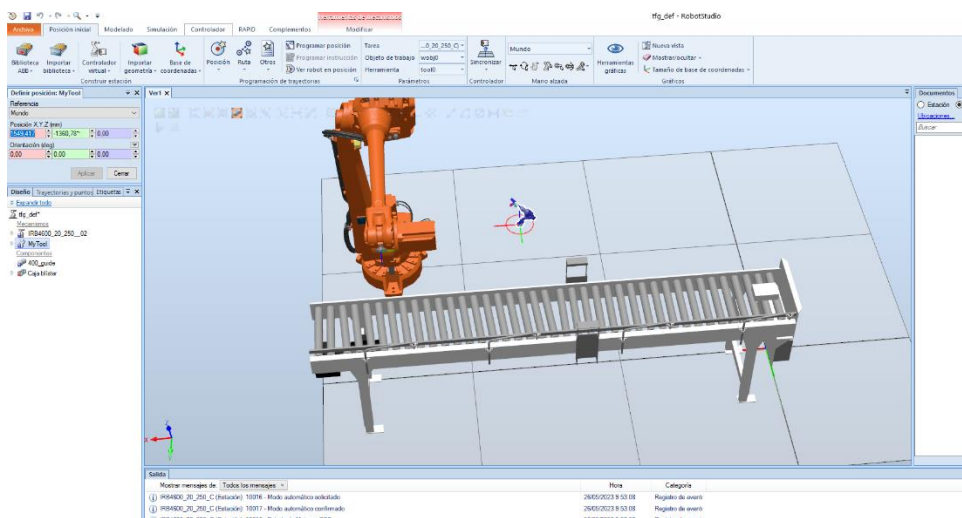 tfg_def - RobotStudio
Archivo Posición inicial Modelado Simulación Controlador RAPID Complementos Modificar
Biblioteca ABB
Importar biblioteca
Controlador virtual
Importar geometría
Base de coordenadas
Construir estación
Posición
Ruta
Otros
Programar posición
Programar instrucción
Ver robot en posición
Programación de trayectorias
Tarea
Objeto de trabajo wobj0
Herramienta tool0
Parámetros
Sincronizar
Controlador
Mundo
Mano alzada
Herramientas gráficas
Nueva vista
Mostrar/ocultar
Tamaño de base de coordenadas
Gráficos
Definir posición: MyTool
Referencia
Mundo
Posición X,Y,Z (mm)
-1360,78 0,00
Orientación (deg)
0,00 0,00 0,00
Aplicar Cerrar
Diseño Trayectorias y puntos Etiquetas
Expandir todo
tfg_def*
Mecanismos
IRB4600_20_250__02
MyTool
Componentes
400_guide
Caja blister
Ver1
Documentos
Estación
Ubicaciones...
Buscar
Salida
Mostrar mensajes de: Todos los mensajes Hora Categoría
IRB4600_20_250_C (Estación): 10016 - Modo automático solicitado 26/05/2023 9:53:08 Registro de event
IRB4600_20_250_C (Estación): 10017 - Modo automático confirmado 26/05/2023 9:53:08 Registro de event